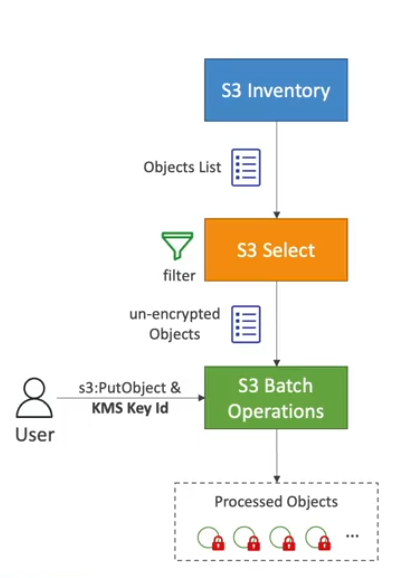 S3 Inventory
Objects List
S3 Select
filter
un-encrypted
Objects
s3:PutObject &
KMS Key Id
S3 Batch
Operations
User
Processed Objects
...